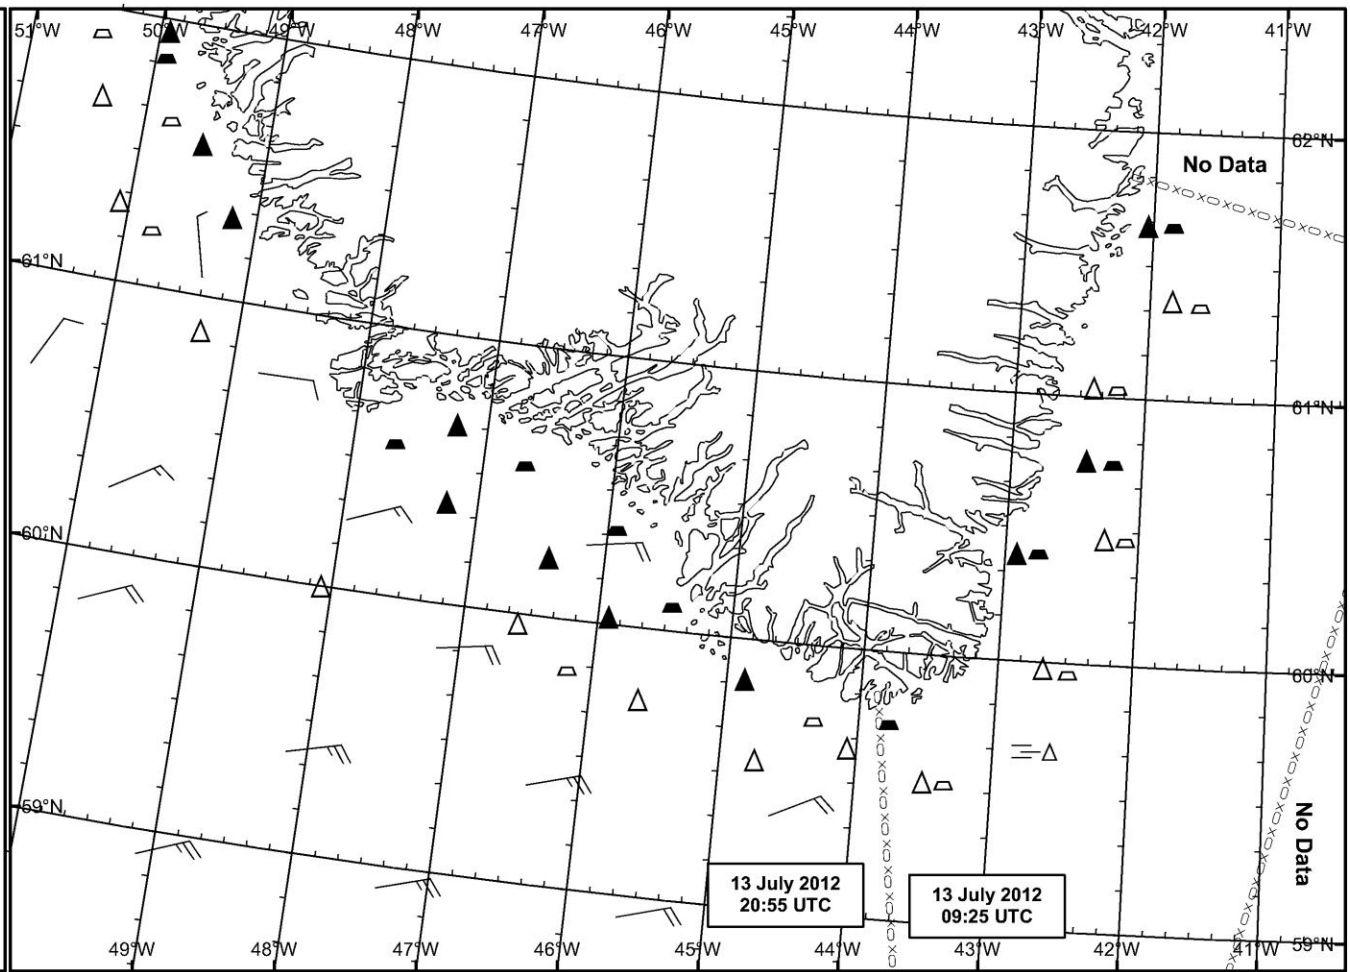 51°W 50°W 49°W 48°W 47°W 46°W 45°W 44°W 43°W 42°W 41°W
62°N
No Data
61°N
61°N
60°N
60°N
59°N
No Data
13 July 2012
20:55 UTC
13 July 2012
09:25 UTC
49°W 48°W 47°W 46°W 45°W 44°W 43°W 42°W 41°W 59°N